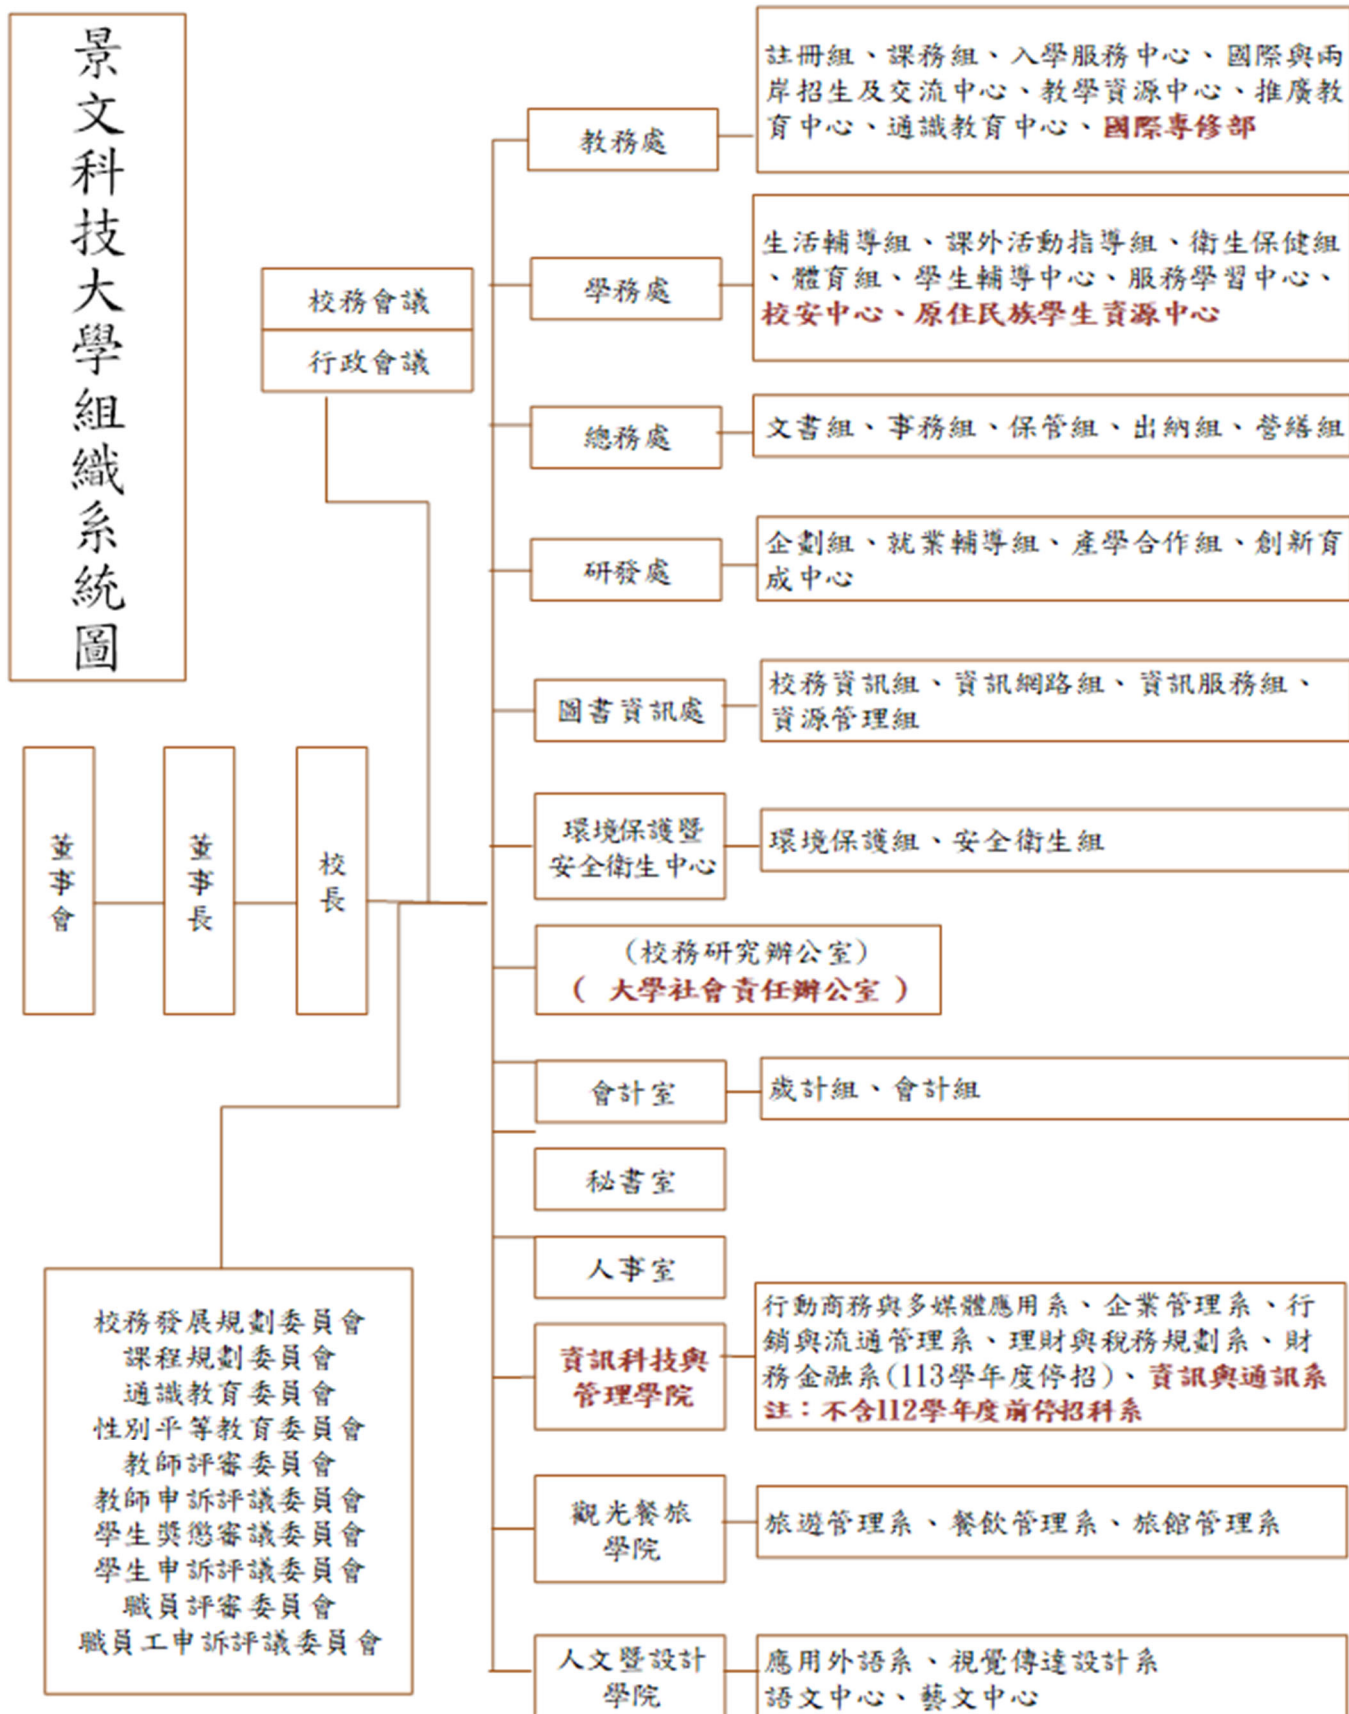 景文科技大學組織系統圖
校務會議
行政會議
董事會
董事長
校長
校務發展規劃委員會
課程規劃委員會
通識教育委員會
性別平等教育委員會
教師評審委員會
教師申訴評議委員會
學生獎懲審議委員會
學生申訴評議委員會
職員評審委員會
職員工申訴評議委員會
教務處
註冊組、課務組、入學服務中心、國際與兩
岸招生及交流中心、教學資源中心、推廣教
育中心、通識教育中心、國際專修部
學務處
生活輔導組、課外活動指導組、衛生保健組
、體育組、學生輔導中心、服務學習中心、
校安中心、原住民族學生資源中心
總務處
文書組、事務組、保管組、出納組、營繕組
研發處
企劃組、就業輔導組、產學合作組、創新育
成中心
圖書資訊處
校務資訊組、資訊網路組、資訊服務組、
資源管理組
環境保護暨
安全衛生中心
環境保護組、安全衛生組
(校務研究辦公室)
( 大學社會責任辦公室 )
會計室
歲計組、會計組
秘書室
人事室
資訊科技與
管理學院
行動商務與多媒體應用系、企業管理系、行
銷與流通管理系、理財與稅務規劃系、財
務金融系(113學年度停招)、資訊與通訊系
註：不含112學年度前停招科系
觀光餐旅
學院
旅遊管理系、餐飲管理系、旅館管理系
人文暨設計
學院
應用外語系、視覺傳達設計系
語文中心、藝文中心